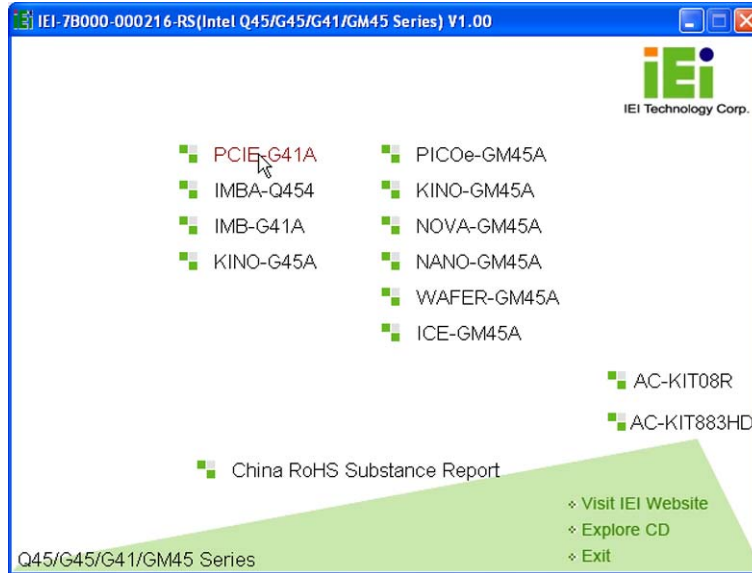 IEI-7B000-000216-RS(Intel Q45/G45/G41/GM45 Series) V1.00
iEi
IEI Technology Corp.
PCIE-G41A
IMBA-Q454
IMB-G41A
KINO-G45A
PICOe-GM45A
KINO-GM45A
NOVA-GM45A
NANO-GM45A
WAFER-GM45A
ICE-GM45A
AC-KIT08R
AC-KIT883HD
China RoHS Substance Report
Visit IEI Website
Explore CD
Exit
Q45/G45/G41/GM45 Series